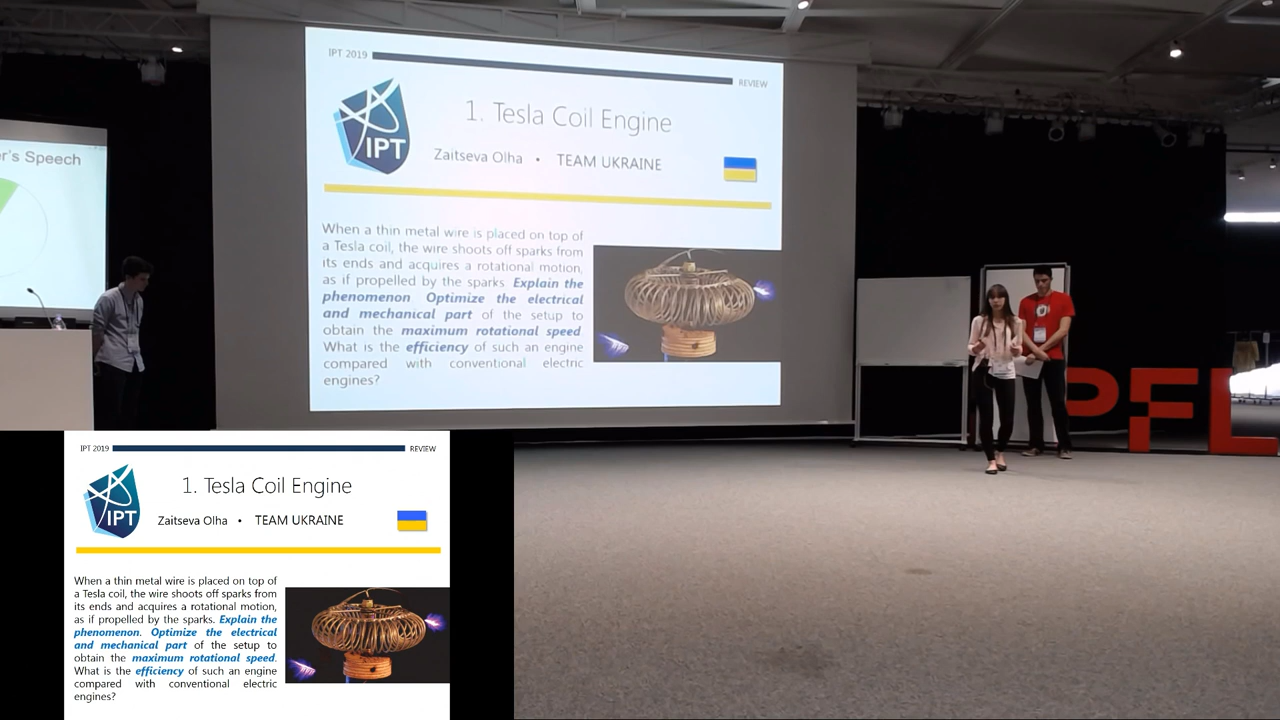 er's Speech
IPT 2019
REVIEW
IPT
1. Tesla Coil Engine
Zaitseva Olha • TEAM UKRAINE
When a thin metal wire is placed on top of
a Tesla coil, the wire shoots off sparks from
its ends and acquires a rotational motion,
as if propelled by the sparks. Explain the
phenomenon. Optimize the electrical
and mechanical part of the setup to
obtain the maximum rotational speed.
What is the efficiency of such an engine
compared with conventional electric
engines?
PFL
IPT 2019
REVIEW
IPT
1. Tesla Coil Engine
Zaitseva Olha • TEAM UKRAINE
When a thin metal wire is placed on top of
a Tesla coil, the wire shoots off sparks from
its ends and acquires a rotational motion,
as if propelled by the sparks. Explain the
phenomenon. Optimize the electrical
and mechanical part of the setup to
obtain the maximum rotational speed.
What is the efficiency of such an engine
compared with conventional electric
engines?